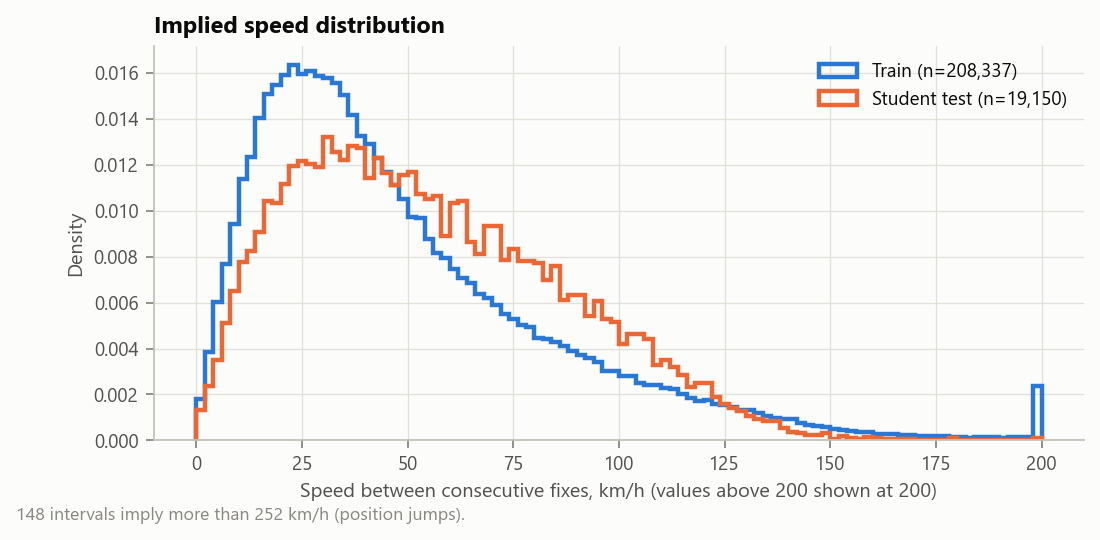 Implied speed distribution
Train (n=208,337)
Student test (n=19,150)
Density
0.016
0.014
0.012
0.010
0.008
0.006
0.004
0.002
0.000
0 25 50 75 100 125 150 175 200
Speed between consecutive fixes, km/h (values above 200 shown at 200)
148 intervals imply more than 252 km/h (position jumps).